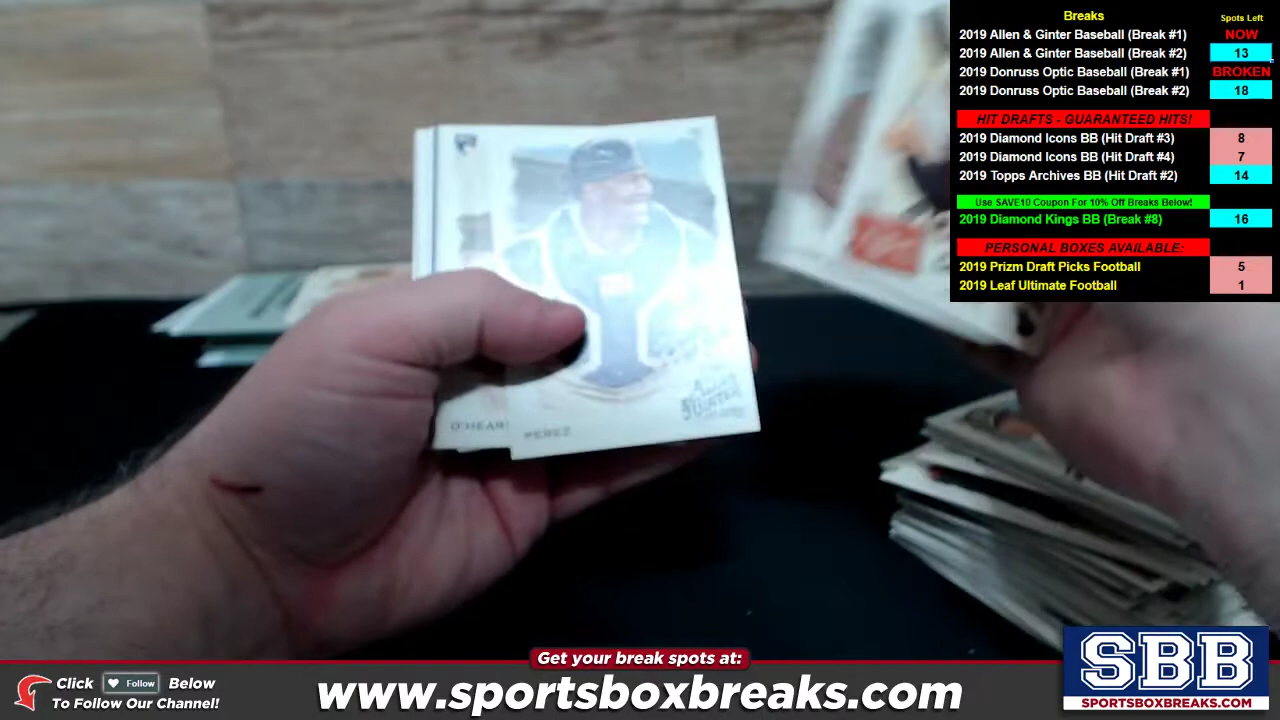 Breaks
Spots Left
2019 Allen & Ginter Baseball (Break #1)
NOW
2019 Allen & Ginter Baseball (Break #2)
13
2019 Donruss Optic Baseball (Break #1)
BROKEN
2019 Donruss Optic Baseball (Break #2)
18
HIT DRAFTS - GUARANTEED HITS!
2019 Diamond Icons BB (Hit Draft #3)
8
2019 Diamond Icons BB (Hit Draft #4)
7
2019 Topps Archives BB (Hit Draft #2)
14
Use SAVE10 Coupon For 10% Off Breaks Below!
2019 Diamond Kings BB (Break #8)
16
PERSONAL BOXES AVAILABLE:
2019 Prizm Draft Picks Football
5
2019 Leaf Ultimate Football
1
O'HEAR
PEREZ
Get your break spots at:
www.sportsboxbreaks.com
Click Follow Below
To Follow Our Channel!
SBB
SPORTSBOXBREAKS.COM